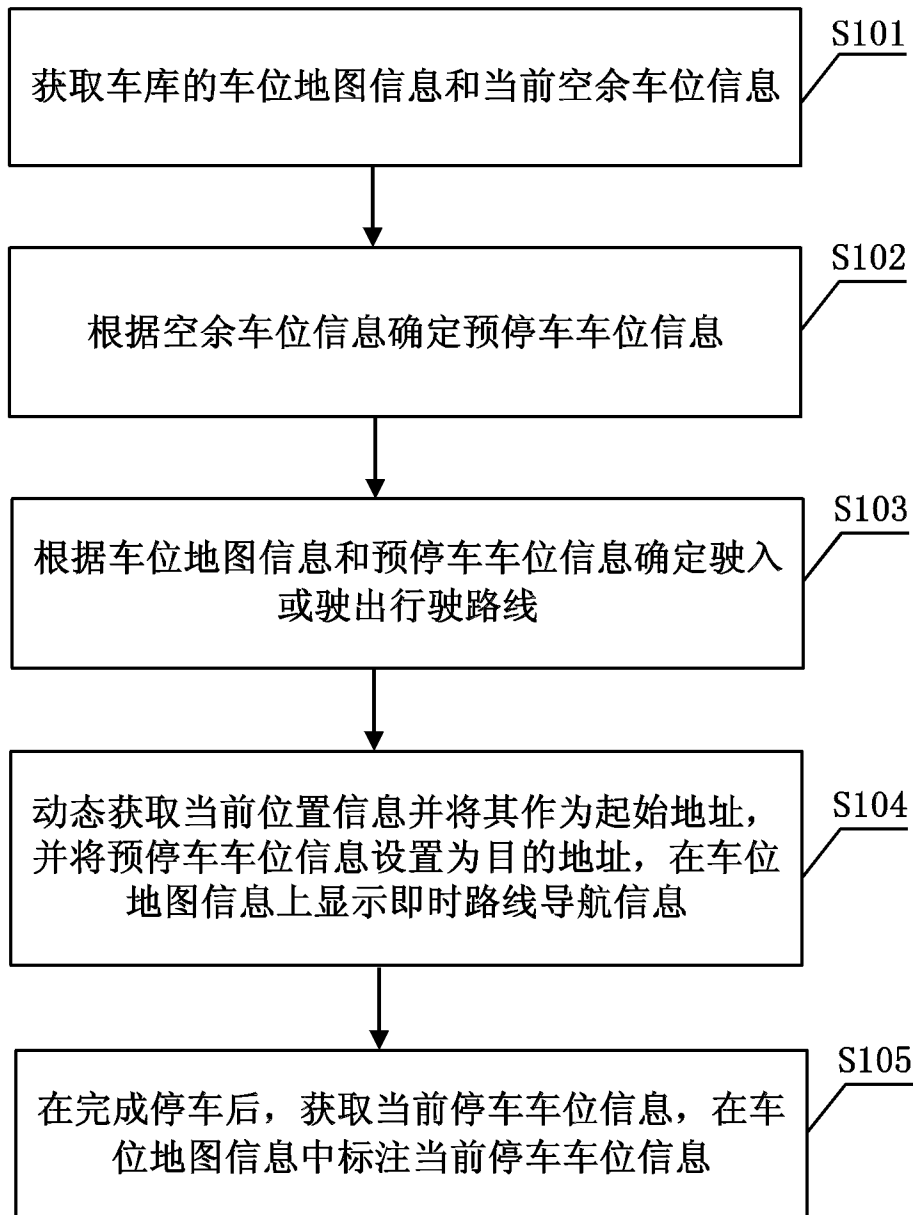 S101
获取车库的车位地图信息和当前空余车位信息
S102
根据空余车位信息确定预停车车位信息
S103
根据车位地图信息和预停车车位信息确定驶入
或驶出行驶路线
S104
动态获取当前位置信息并将其作为起始地址，
并将预停车车位信息设置为目的地址，在车位
地图信息上显示即时路线导航信息
S105
在完成停车后，获取当前停车车位信息，在车
位地图信息中标注当前停车车位信息